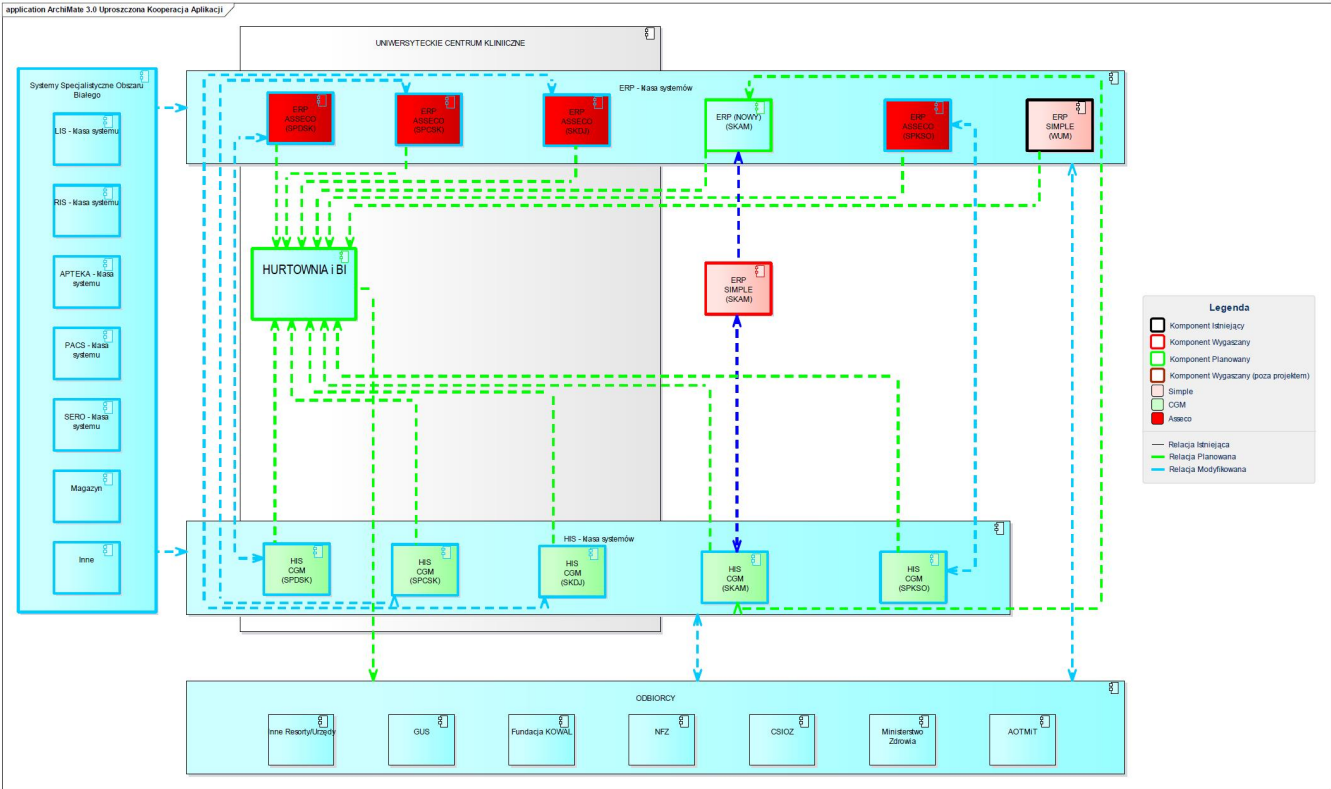 application ArchiMate 3.0 Uproszczona Kooperacja Aplikacji
UNIWERSYTECKIE CENTRUM KLINIICZNE
Systemy Specjalistyczne Obszaru
Białego
LIS - klasa systemu
RIS - klasa systemu
APTEKA - klasa
systemu
PACS - klasa
systemu
SERO - klasa
systemu
Magazyn
Inne
ERP - klasa systemów
ERP
ASSECO
(SPDSK)
ERP
ASSECO
(SPCSK)
ERP
ASSECO
(SKDJ)
ERP (NOWY)
(SKAM)
ERP
ASSECO
(SPKSO)
ERP
SIMPLE
(WUM)
HURTOWNIA i BI
ERP
SIMPLE
(SKAM)
HIS - klasa systemów
HIS
CGM
(SPDSK)
HIS
CGM
(SPCSK)
HIS
CGM
(SKDJ)
HIS
CGM
(SKAM)
HIS
CGM
(SPKSO)
ODBIORCY
Inne Resorty/Urzędy
GUS
Fundacja KOWAL
NFZ
CSIOZ
Ministerstwo
Zdrowia
AOTMiT
Legenda
Komponent Istniejący
Komponent Wygaszany
Komponent Planowany
Komponent Wygaszany (poza projektem)
Simple
CGM
Asseco
Relacja Istniejąca
Relacja Planowana
Relacja Modyfikowana